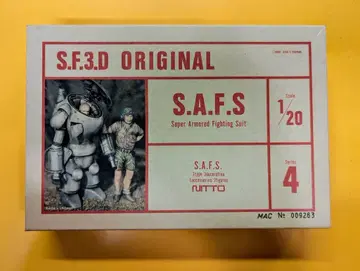 S.F.3.D ORIGINAL
S.A.F.S
Super Armored Fighting Suit
Scale
1/20
S.A.F.S.
NITTO
Series
4
MAC № 009263